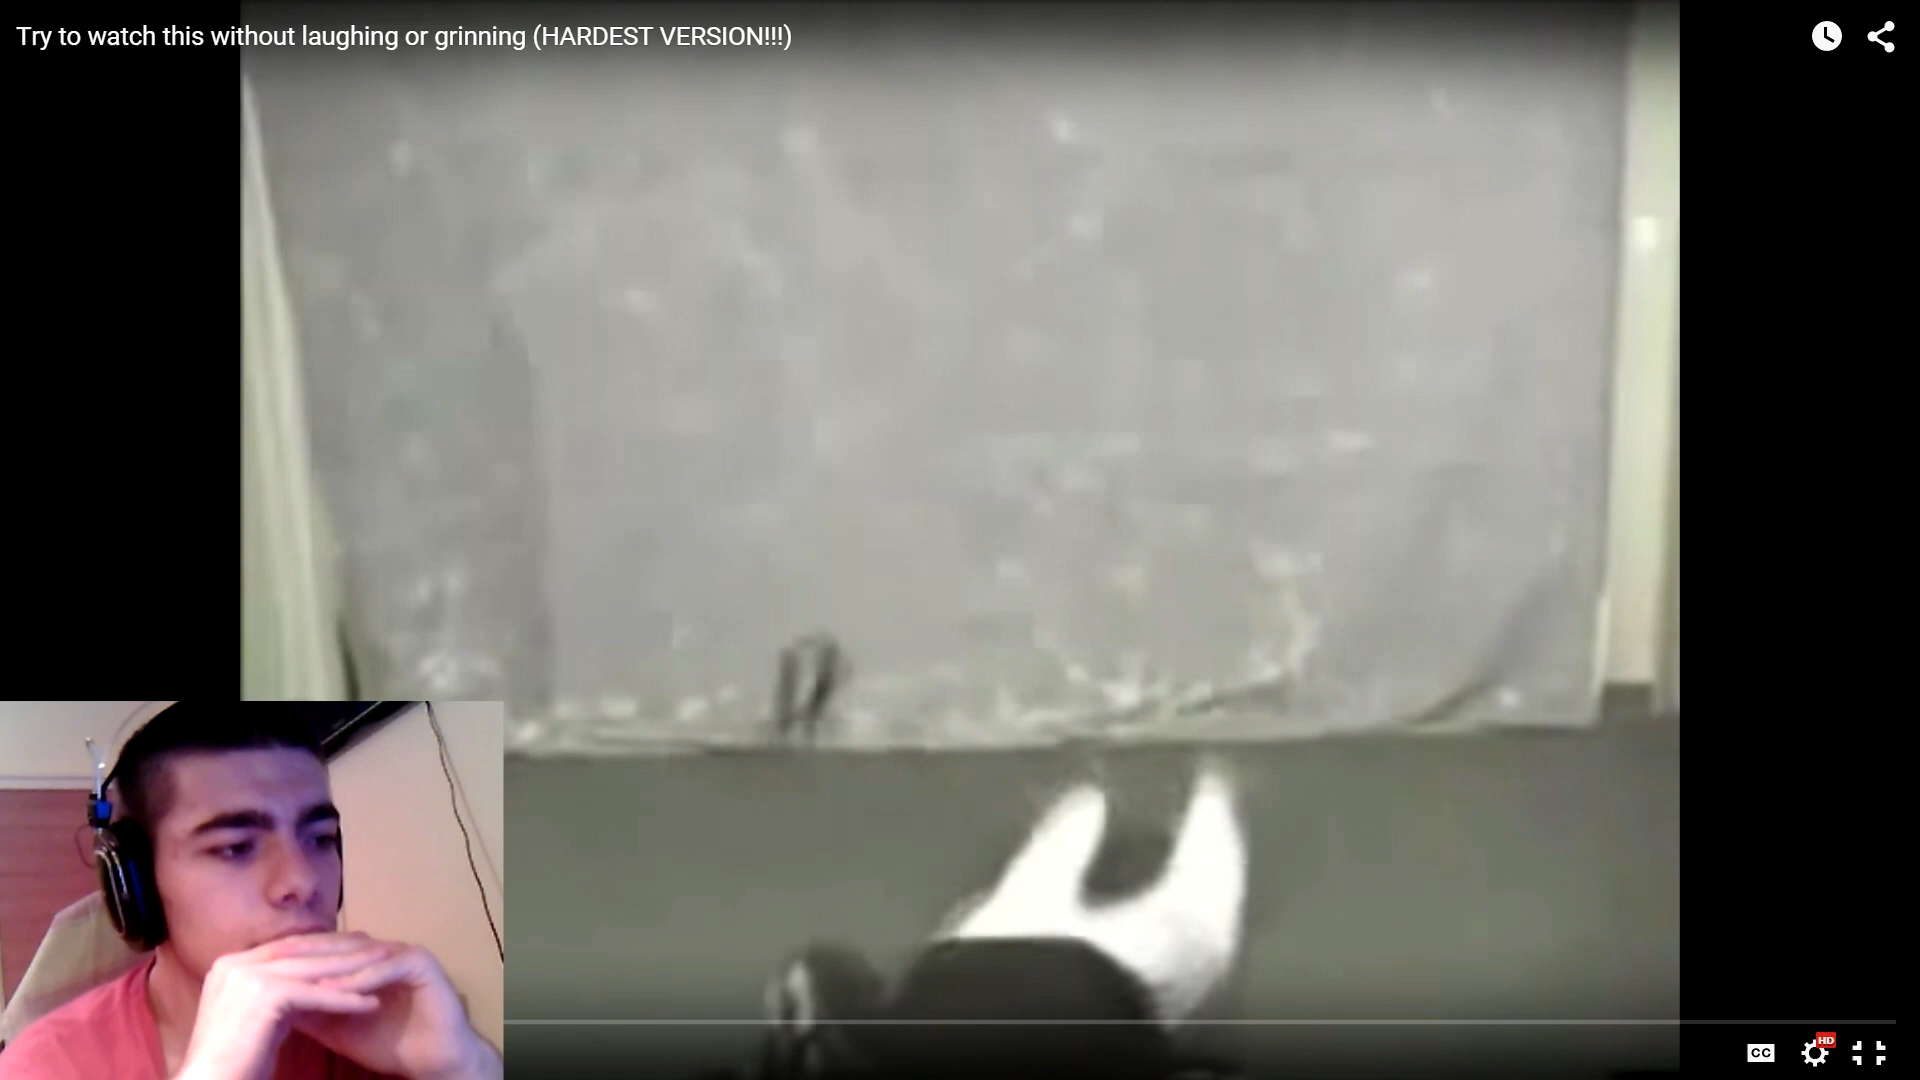 Try to watch this without laughing or grinning (HARDEST VERSION!!!)
HD
CC